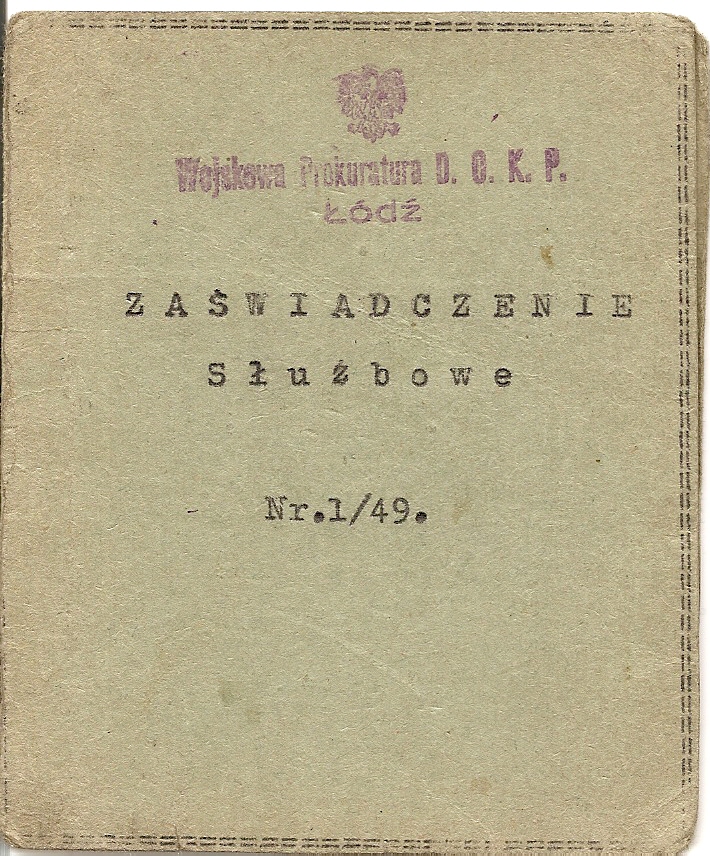 Wojskowa Prokuratura D. O. K. P.
Łódź
ZAŚWIADCZENIE
Służbowe
Nr.1/49.